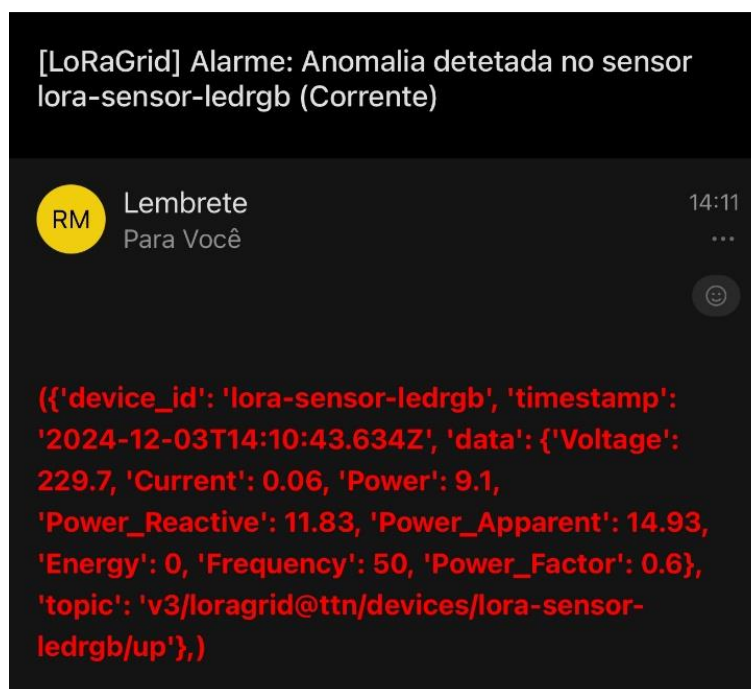 [LoRaGrid] Alarme: Anomalia detetada no sensor
lora-sensor-ledrgb (Corrente)
RM
Lembrete
14:11
Para Você
...
({'device_id': 'lora-sensor-ledrgb', 'timestamp':
'2024-12-03T14:10:43.634Z', 'data': {'Voltage':
229.7, 'Current': 0.06, 'Power': 9.1,
'Power_Reactive': 11.83, 'Power_Apparent': 14.93,
'Energy': 0, 'Frequency': 50, 'Power_Factor': 0.6},
'topic': 'v3/loragrid@ttn/devices/lora-sensor-
ledrgb/up'},)